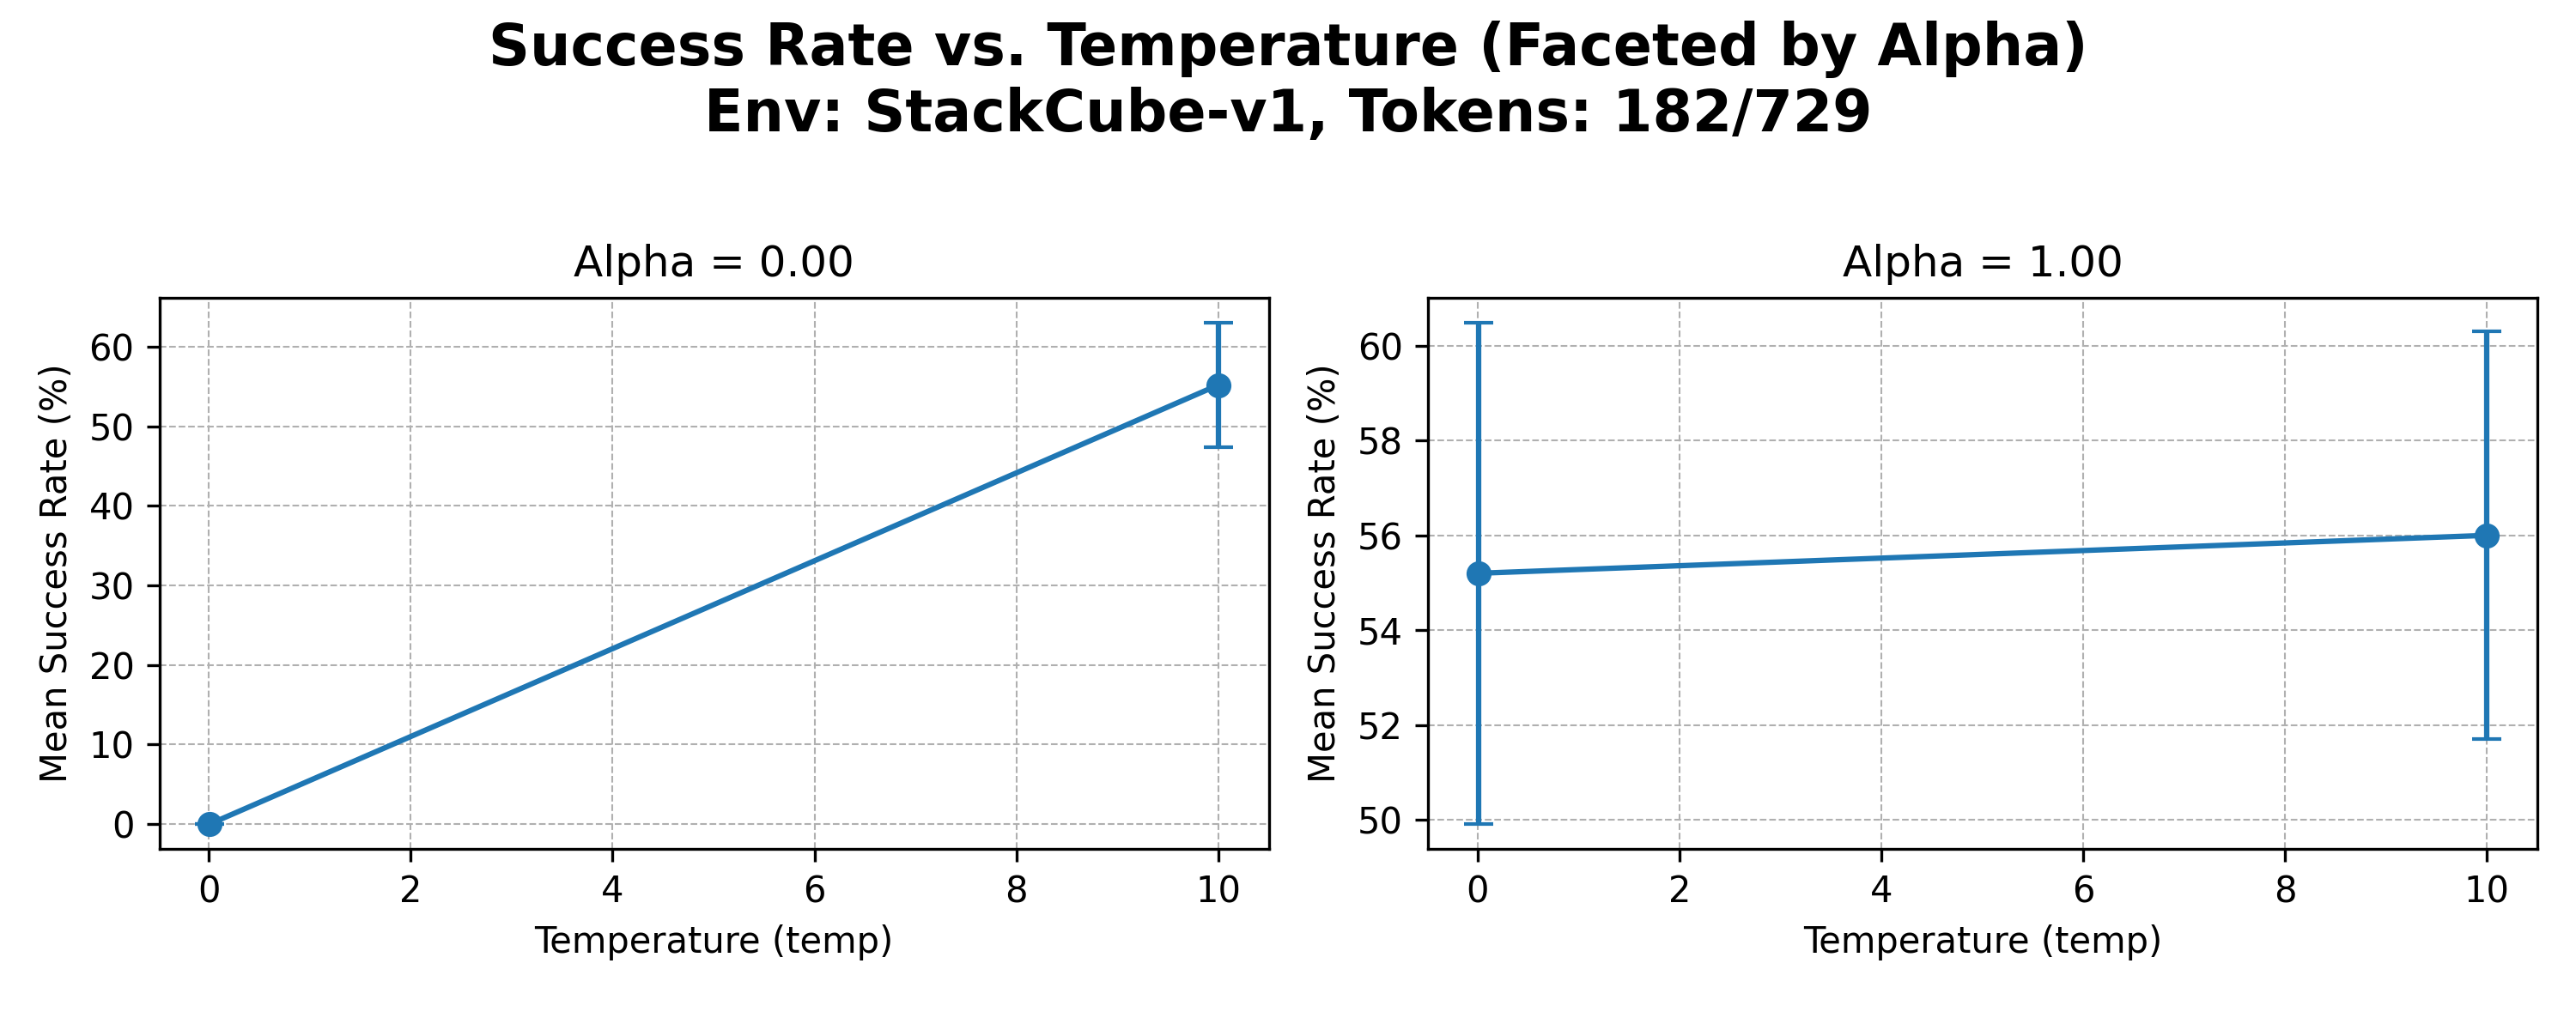 Success Rate vs. Temperature (Faceted by Alpha)
Env: StackCube-v1, Tokens: 182/729
Alpha = 0.00
Mean Success Rate (%)
60
50
40
30
20
10
0
0 2 4 6 8 10
Temperature (temp)
Alpha = 1.00
Mean Success Rate (%)
60
58
56
54
52
50
0 2 4 6 8 10
Temperature (temp)